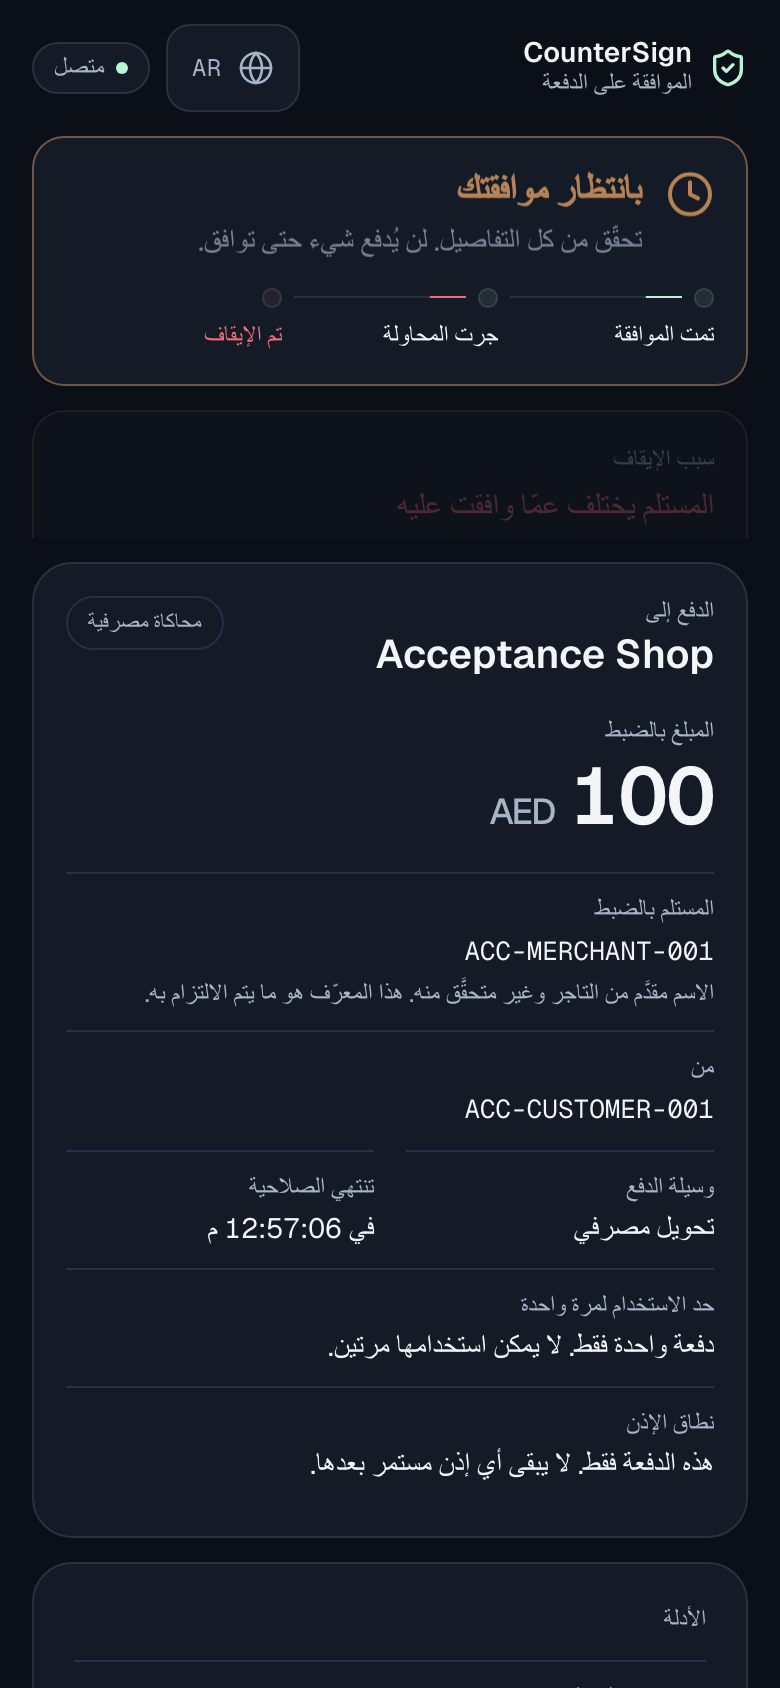 CounterSign
الموافقة على الدفعة
AR
متصل
بانتظار موافقتك
تحقّق من كل التفاصيل. لن يُدفع شيء حتى توافق.
تمت الموافقة
جرت المحاولة
تم الإيقاف
سبب الإيقاف
المستلم يختلف عمّا وافقت عليه
الدفع إلى
محاكاة مصرفية
Acceptance Shop
المبلغ بالضبط
100 AED
المستلم بالضبط
ACC-MERCHANT-001
الاسم مقدَّم من التاجر وغير متحقَّق منه. هذا المعرّف هو ما يتم الالتزام به.
من
ACC-CUSTOMER-001
وسيلة الدفع
تحويل مصرفي
تنتهي الصلاحية
في 12:57:06 م
حد الاستخدام لمرة واحدة
دفعة واحدة فقط. لا يمكن استخدامها مرتين.
نطاق الإذن
هذه الدفعة فقط. لا يبقى أي إذن مستمر بعدها.
الأدلة